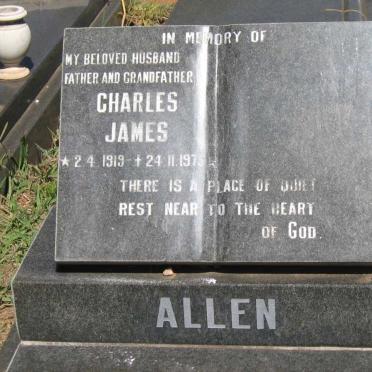 IN MEMORY OF
MY BELOVED HUSBAND
FATHER AND GRANDFATHER
CHARLES
JAMES
★ 2.4.1919 - + 24.11.1975
THERE IS A PLACE OF QUIET
REST NEAR TO THE HEART
OF GOD.
ALLEN